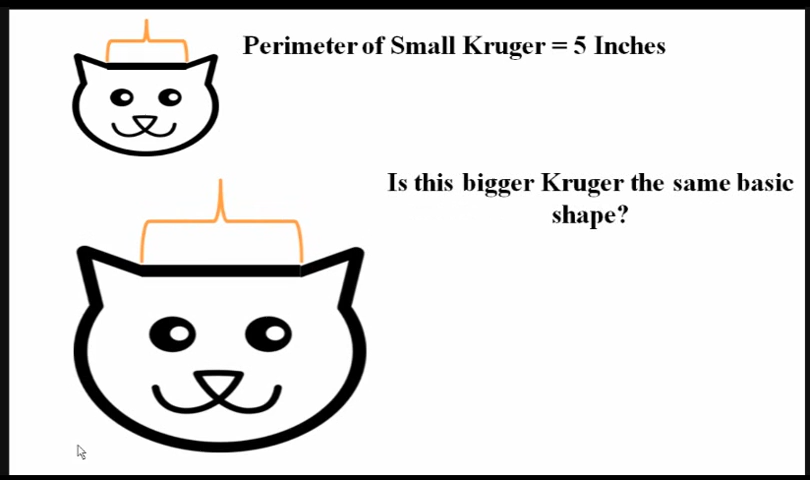 Perimeter of Small Kruger = 5 Inches
Is this bigger Kruger the same basic
shape?